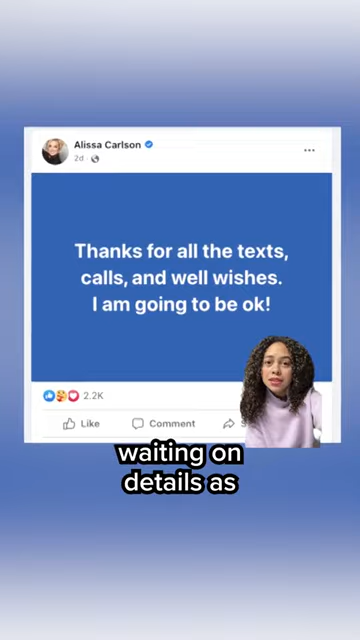 Alissa Carlson
2d
Thanks for all the texts,
calls, and well wishes.
I am going to be ok!
2.2K
Like
Comment
S
waiting on
details as